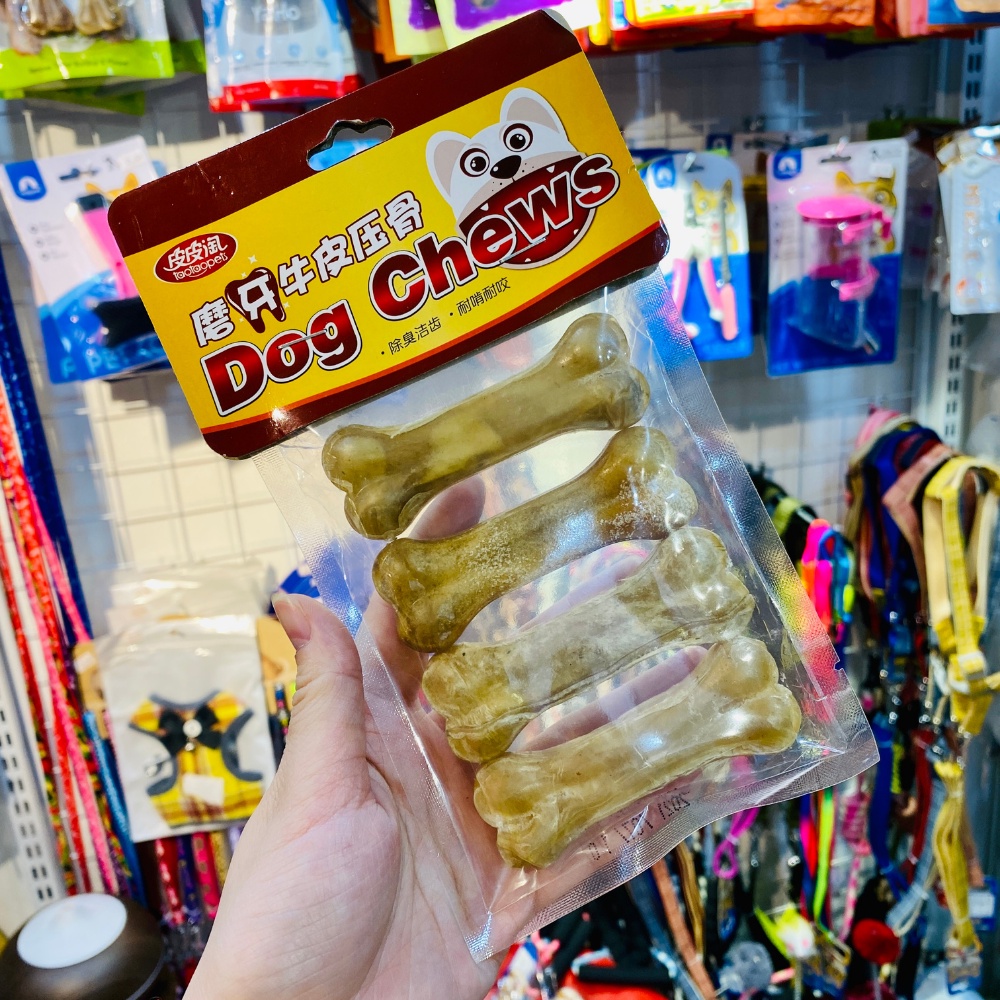 皮皮淘
taotaopets
磨牙牛皮压骨
Dog Chews
·除臭洁齿 ·耐啃耐咬